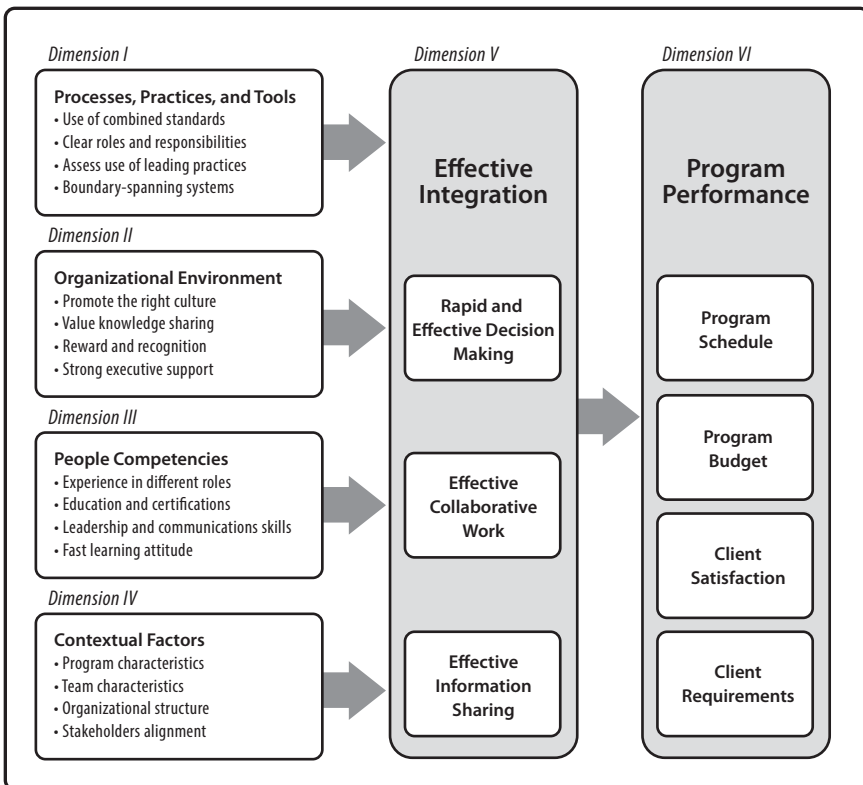 Dimension I
Processes, Practices, and Tools
• Use of combined standards
• Clear roles and responsibilities
• Assess use of leading practices
• Boundary-spanning systems
Dimension II
Organizational Environment
• Promote the right culture
• Value knowledge sharing
• Reward and recognition
• Strong executive support
Dimension III
People Competencies
• Experience in different roles
• Education and certifications
• Leadership and communications skills
• Fast learning attitude
Dimension IV
Contextual Factors
• Program characteristics
• Team characteristics
• Organizational structure
• Stakeholders alignment
Dimension V
Effective
Integration
Rapid and
Effective Decision
Making
Effective
Collaborative
Work
Effective
Information
Sharing
Dimension VI
Program
Performance
Program
Schedule
Program
Budget
Client
Satisfaction
Client
Requirements